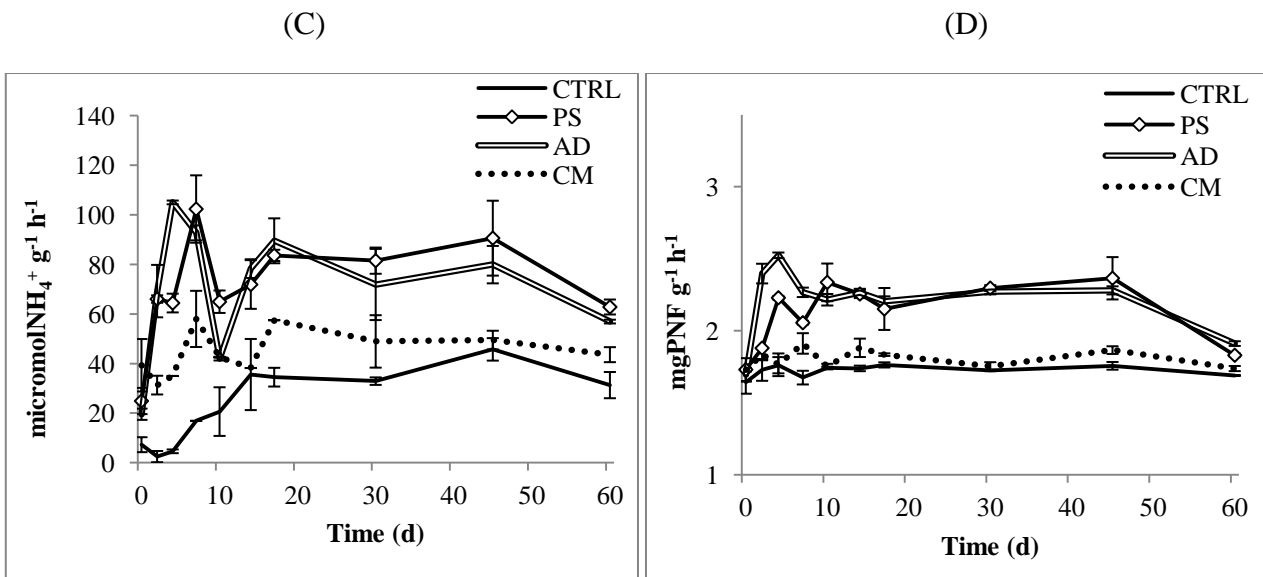 (C)
(D)
CTRL
PS
AD
CM
micromolNH₄⁺ g⁻¹ h⁻¹
140
120
100
80
60
40
20
0
0 10 20 30 40 50 60
Time (d)
CTRL
PS
AD
CM
mgPNF g⁻¹ h⁻¹
3
2
1
0 10 20 30 40 50 60
Time (d)